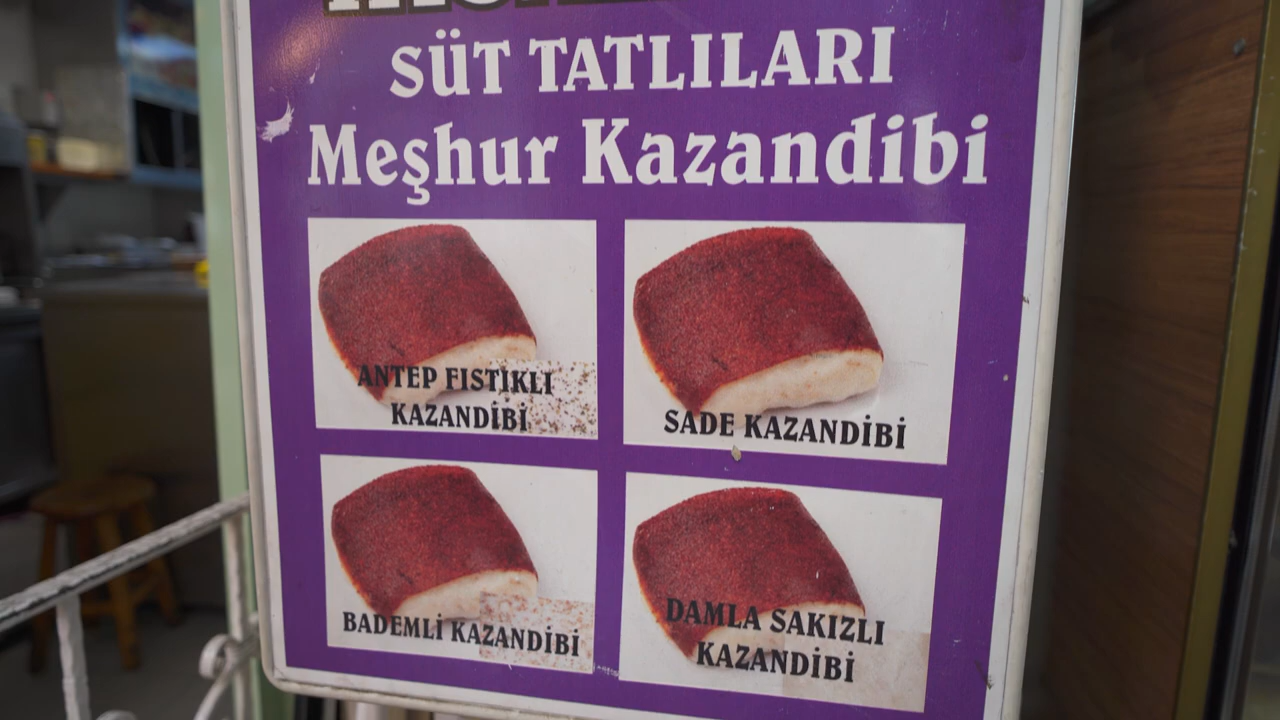 SÜT TATLILARI
Meşhur Kazandibi
ANTEP FISTIKLI
KAZANDİBİ
SADE KAZANDİBİ
BADEMLİ KAZANDİBİ
DAMLA SAKIZLI
KAZANDİBİ